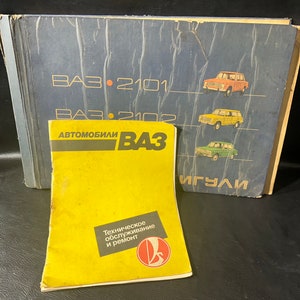 ВАЗ•2101
ВАЗ•2102
ИГУЛИ
АВТОМОБИЛИ ВАЗ
Техническое
обслуживание
и ремонт